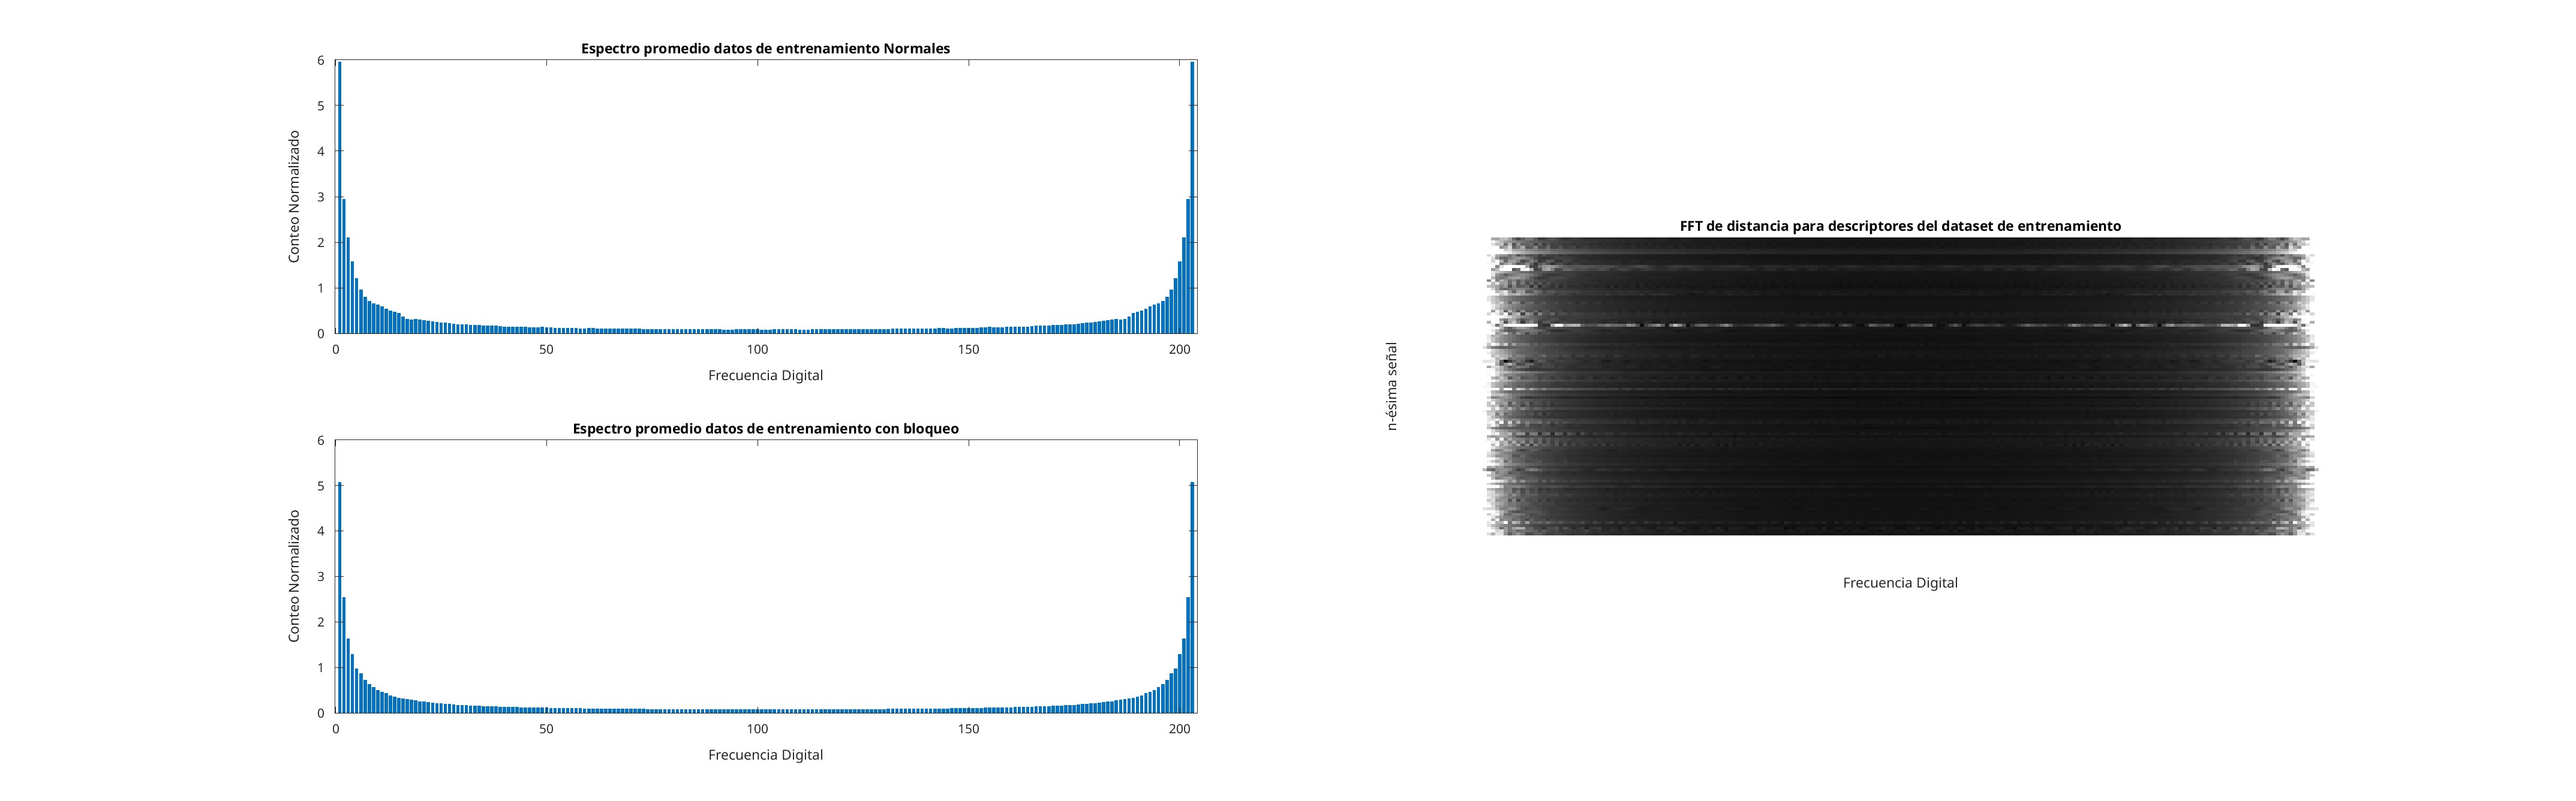 Espectro promedio datos de entrenamiento Normales
6
5
4
3
2
1
0
Conteo Normalizado
0 50 100 150 200
Frecuencia Digital
Espectro promedio datos de entrenamiento con bloqueo
6
5
4
3
2
1
0
Conteo Normalizado
0 50 100 150 200
Frecuencia Digital
FFT de distancia para descriptores del dataset de entrenamiento
n-ésima señal
Frecuencia Digital